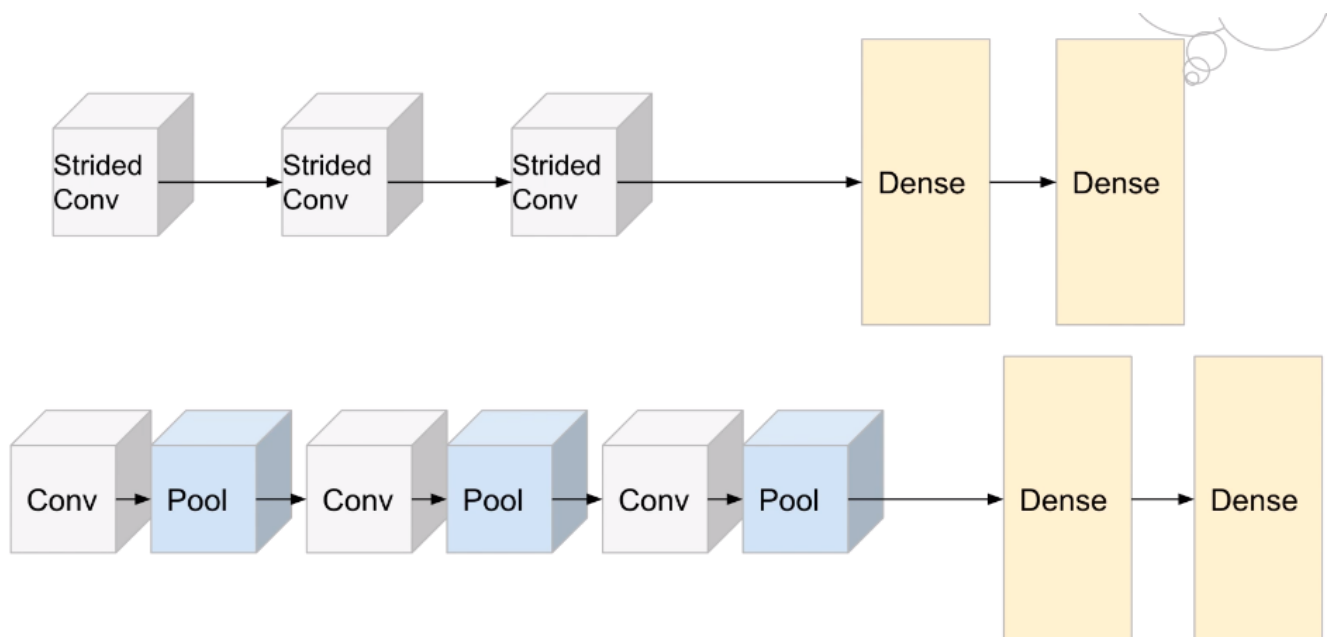 Strided
Conv
Strided
Conv
Strided
Conv
Dense
Dense
Conv
Pool
Conv
Pool
Conv
Pool
Dense
Dense